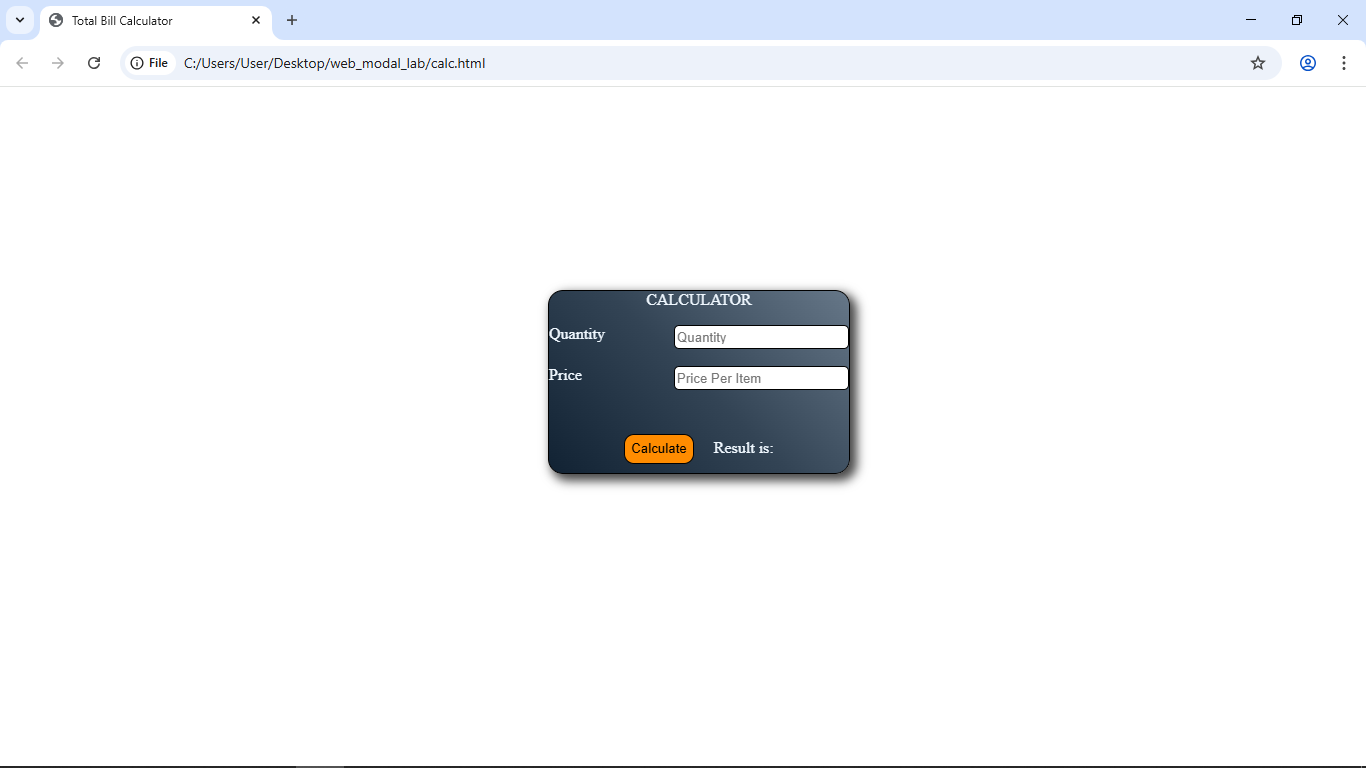 Total Bill Calculator
File C:/Users/User/Desktop/web_modal_lab/calc.html
CALCULATOR
Quantity Quantity
Price Price Per Item
Calculate Result is: